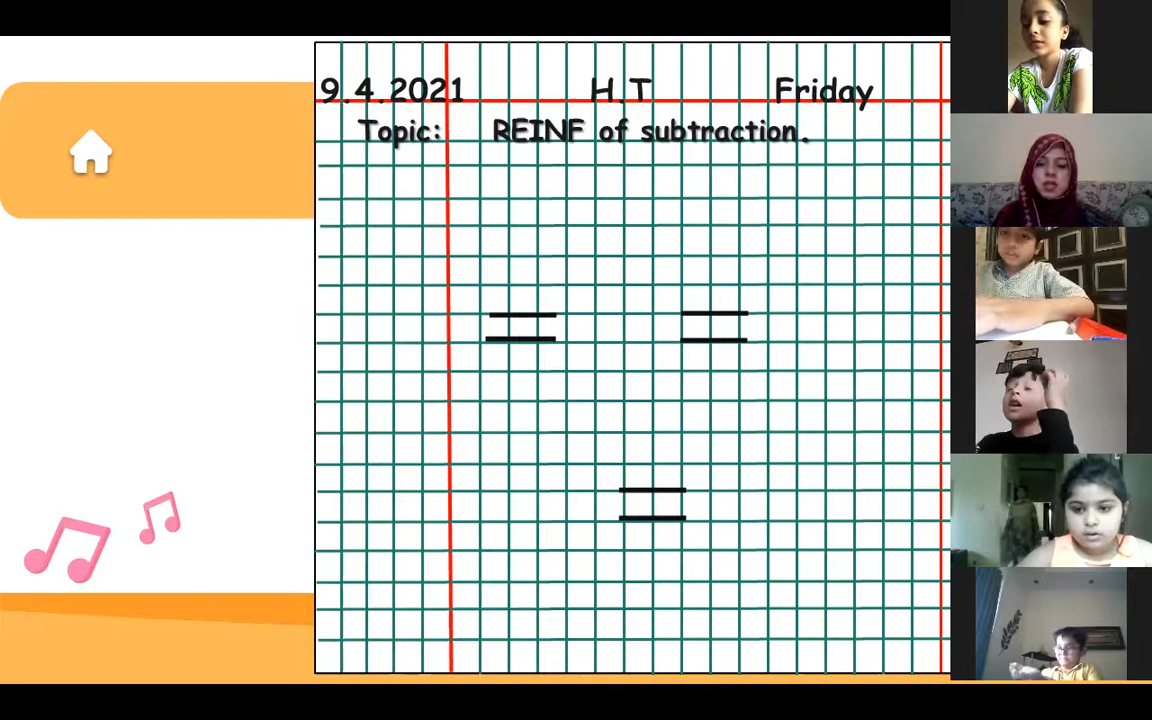 9.4.2021 H.T Friday
Topic: REINF of subtraction.